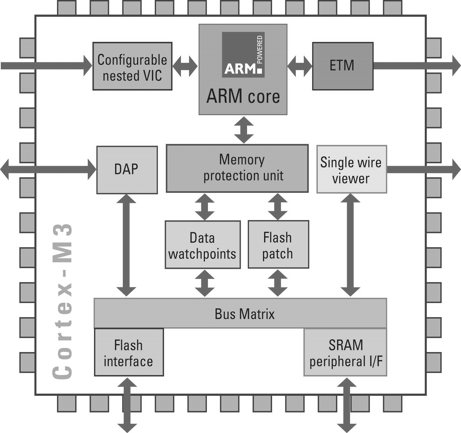 Configurable
nested VIC
ARM
POWERED
ARM core
ETM
DAP
Memory
protection unit
Single wire
viewer
Data
watchpoints
Flash
patch
Cortex-M3
Bus Matrix
Flash
interface
SRAM
peripheral I/F